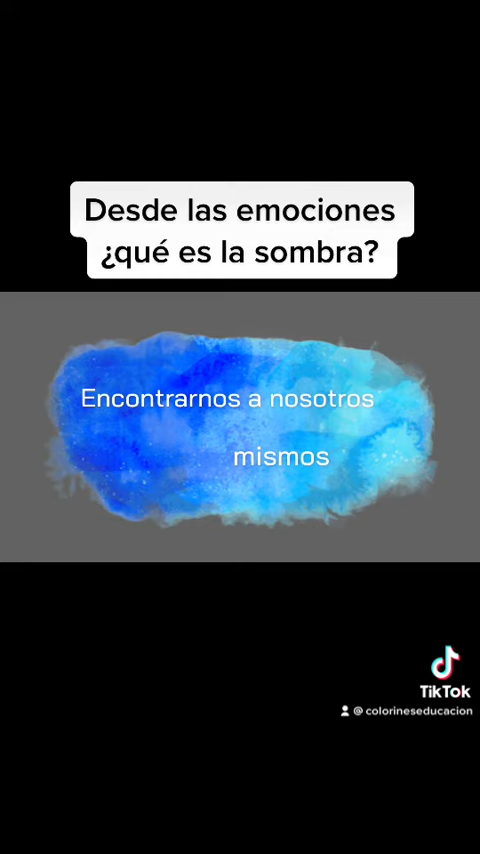 Desde las emociones
¿qué es la sombra?
Encontrarnos a nosotros
mismos
TikTok
@ colorineseducacion